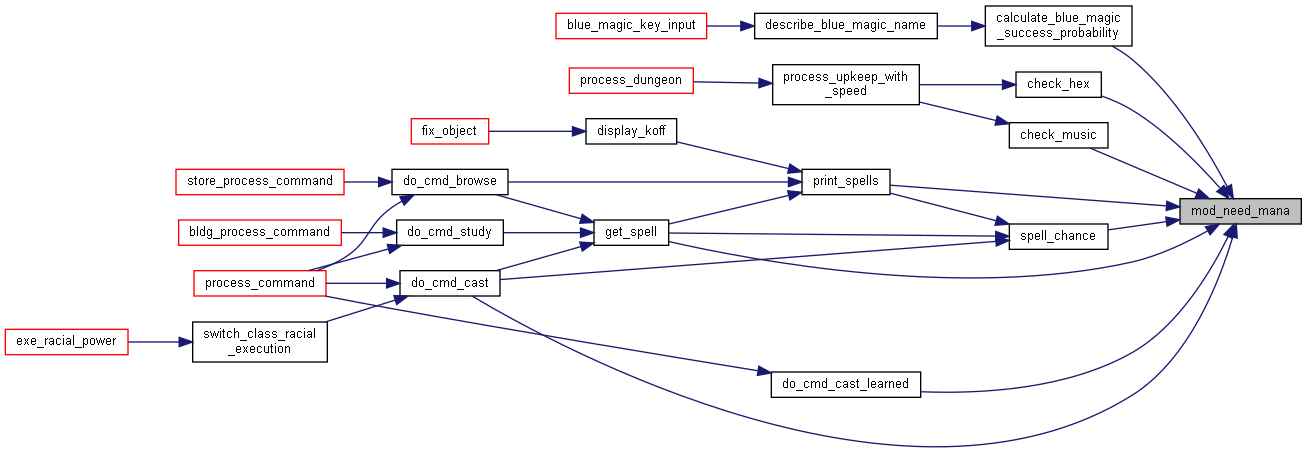 calculate_blue_magic
_success_probability
blue_magic_key_input
describe_blue_magic_name
process_dungeon
process_upkeep_with
_speed
check_hex
fix_object
display_koff
check_music
store_process_command
do_cmd_browse
print_spells
mod_need_mana
bldg_process_command
do_cmd_study
get_spell
spell_chance
process_command
do_cmd_cast
exe_racial_power
switch_class_racial
_execution
do_cmd_cast_learned